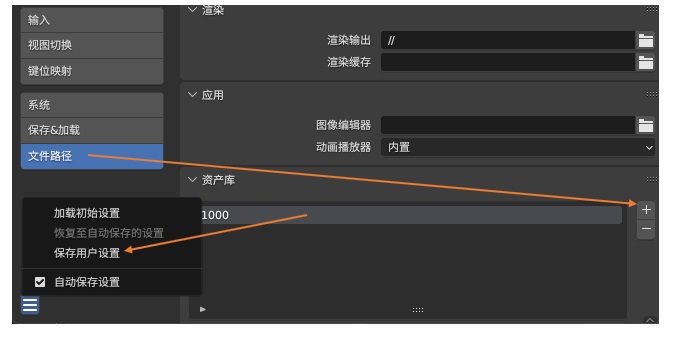 输入
视图切换
键位映射
系统
保存&加载
文件路径
渲染
渲染输出 //
渲染缓存
应用
图像编辑器
动画播放器 内置
资产库
1000
加载初始设置
恢复至自动保存的设置
保存用户设置
自动保存设置